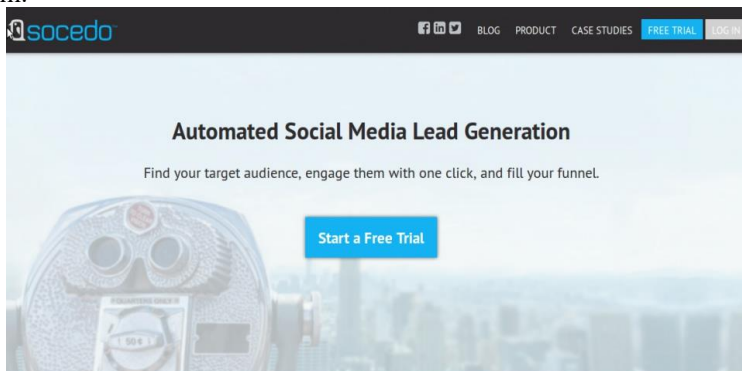 m.
socedo
BLOG PRODUCT CASE STUDIES FREE TRIAL LOG IN
Automated Social Media Lead Generation
Find your target audience, engage them with one click, and fill your funnel.
Start a Free Trial
50¢